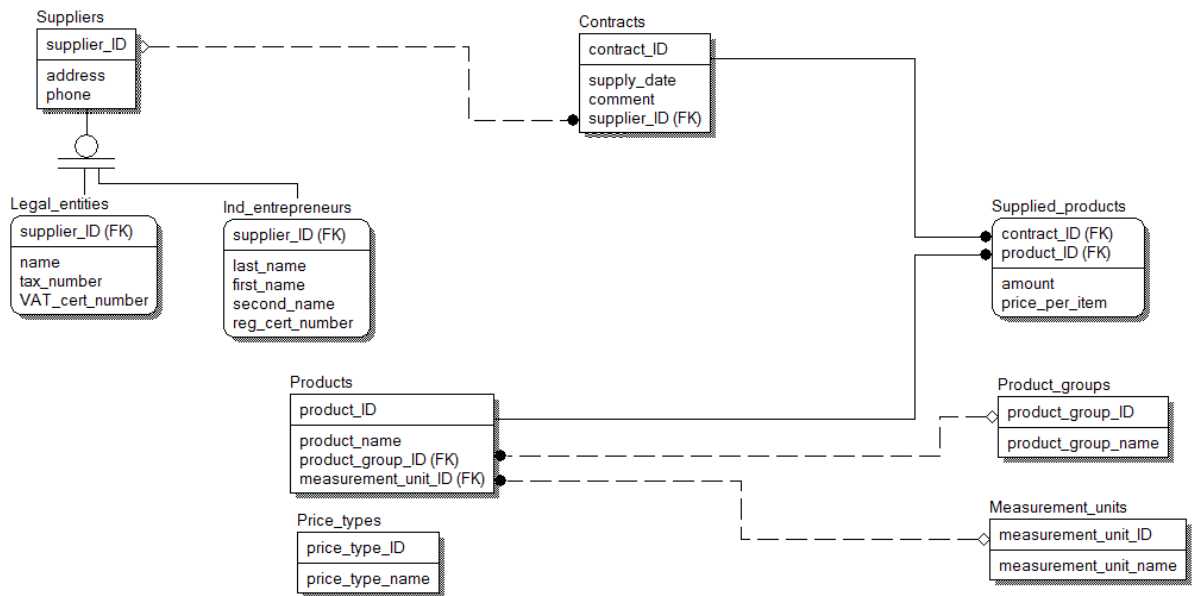 Suppliers
supplier_ID
address
phone
Contracts
contract_ID
supply_date
comment
supplier_ID (FK)
Legal_entities
supplier_ID (FK)
name
tax_number
VAT_cert_number
Ind_entrepreneurs
supplier_ID (FK)
last_name
first_name
second_name
reg_cert_number
Supplied_products
contract_ID (FK)
product_ID (FK)
amount
price_per_item
Products
product_ID
product_name
product_group_ID (FK)
measurement_unit_ID (FK)
Product_groups
product_group_ID
product_group_name
Price_types
price_type_ID
price_type_name
Measurement_units
measurement_unit_ID
measurement_unit_name